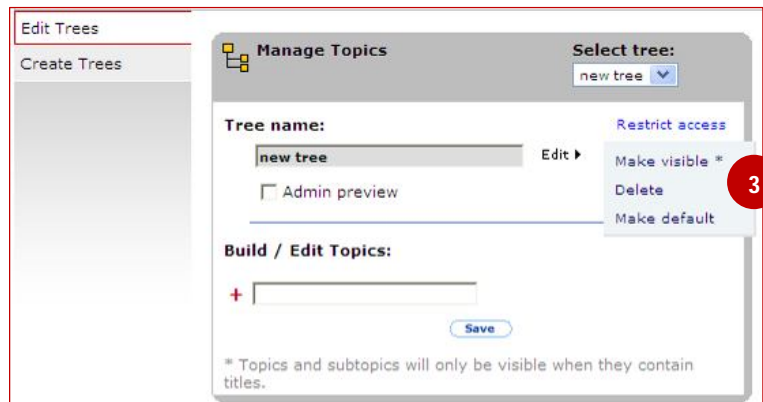 Edit Trees
Create Trees
Manage Topics
Select tree:
new tree
Tree name:
Restrict access
new tree
Edit
Make visible *
Admin preview
Delete
3
Make default
Build / Edit Topics:
+
Save
* Topics and subtopics will only be visible when they contain
titles.